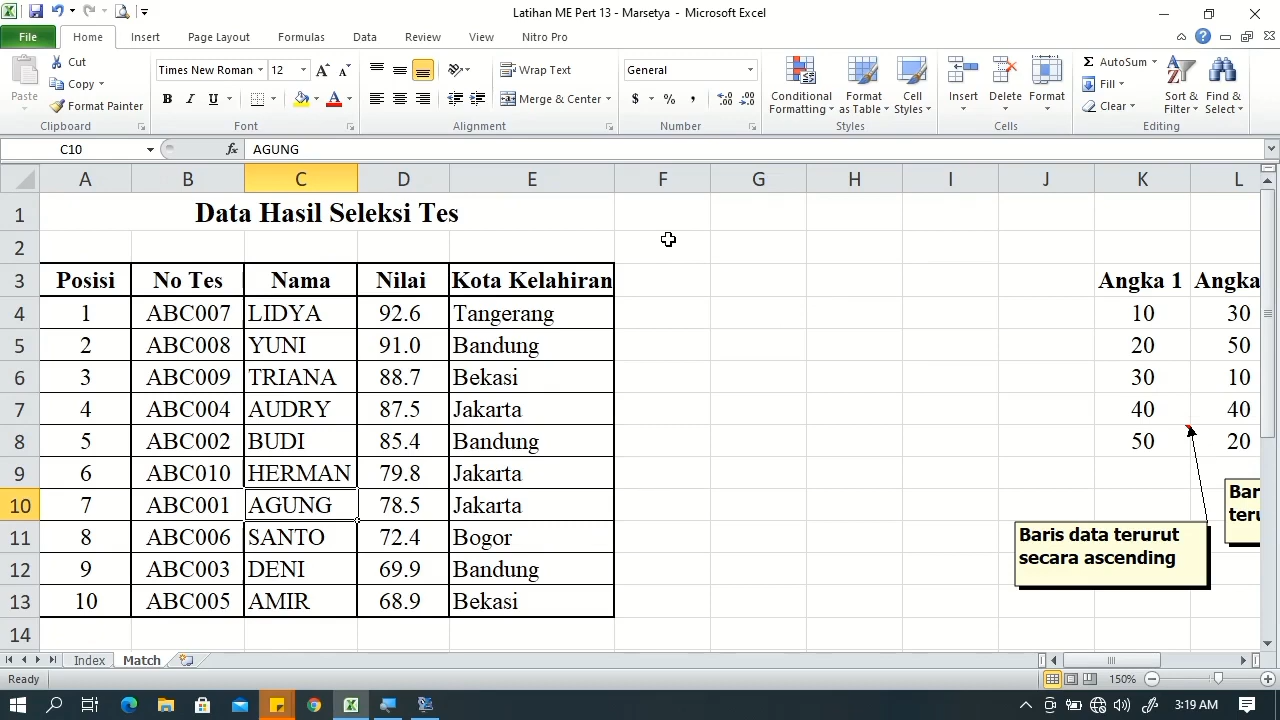 Latihan ME Pert 13 - Marsetya - Microsoft Excel
File Home Insert Page Layout Formulas Data Review View Nitro Pro
Paste
Cut
Copy
Format Painter
Clipboard
Times New Roman 12
B I U
Font
Wrap Text
Merge & Center
Alignment
General
$ % ,
Number
Conditional Formatting
Format as Table
Cell Styles
Styles
Insert Delete Format
Cells
AutoSum
Fill
Clear
Sort & Filter
Find & Select
Editing
C10 fx AGUNG
A B C D E F G H I J K L
1 Data Hasil Seleksi Tes
2
3 Posisi No Tes Nama Nilai Kota Kelahiran Angka 1 Angka
4 1 ABC007 LIDYA 92.6 Tangerang 10 30
5 2 ABC008 YUNI 91.0 Bandung 20 50
6 3 ABC009 TRIANA 88.7 Bekasi 30 10
7 4 ABC004 AUDRY 87.5 Jakarta 40 40
8 5 ABC002 BUDI 85.4 Bandung 50 20
9 6 ABC010 HERMAN 79.8 Jakarta
10 7 ABC001 AGUNG 78.5 Jakarta
11 8 ABC006 SANTO 72.4 Bogor
12 9 ABC003 DENI 69.9 Bandung
13 10 ABC005 AMIR 68.9 Bekasi
14
Baris data terurut
secara ascending
Index Match
Ready 150%
3:19 AM